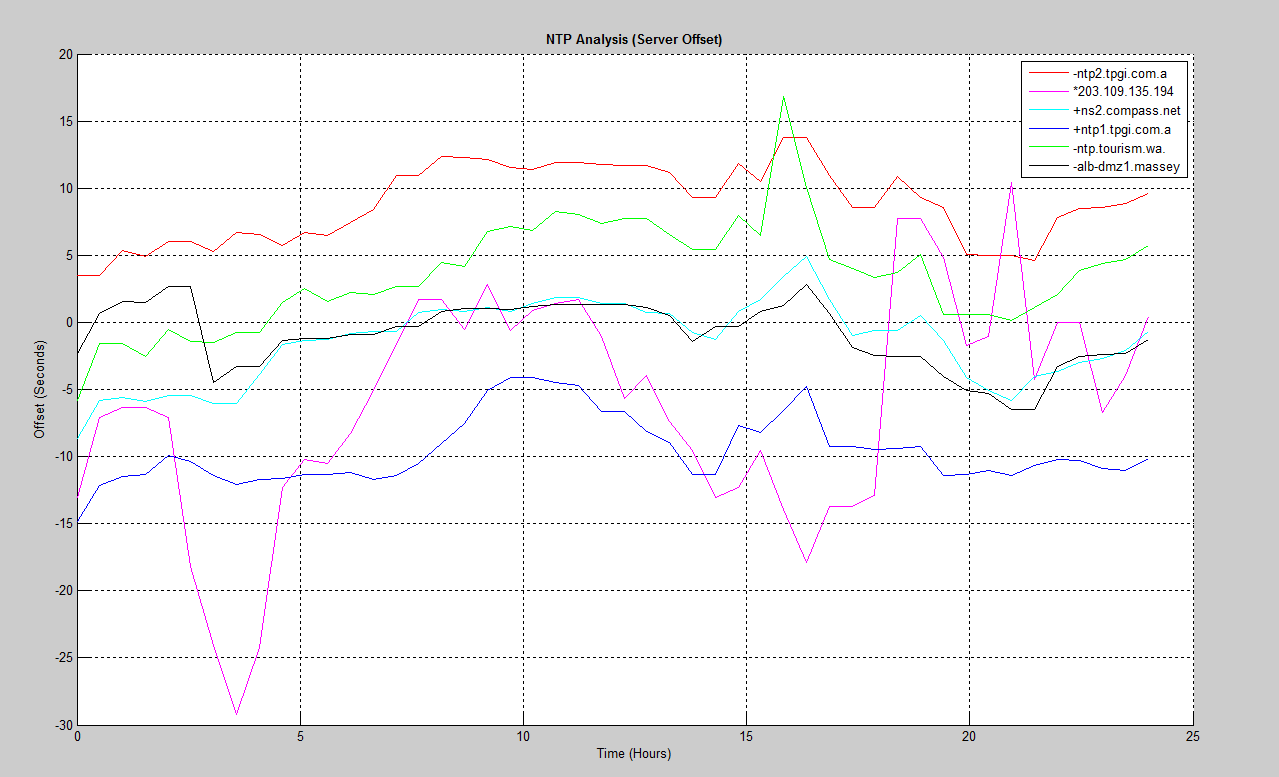 NTP Analysis (Server Offset)
20
15
10
5
0
-5
-10
-15
-20
-25
-30
Offset (Seconds)
-ntp2.tpgi.com.a
*203.109.135.194
+ns2.compass.net
+ntp1.tpgi.com.a
-ntp.tourism.wa.
-alb-dmz1.massey
0 5 10 15 20 25
Time (Hours)